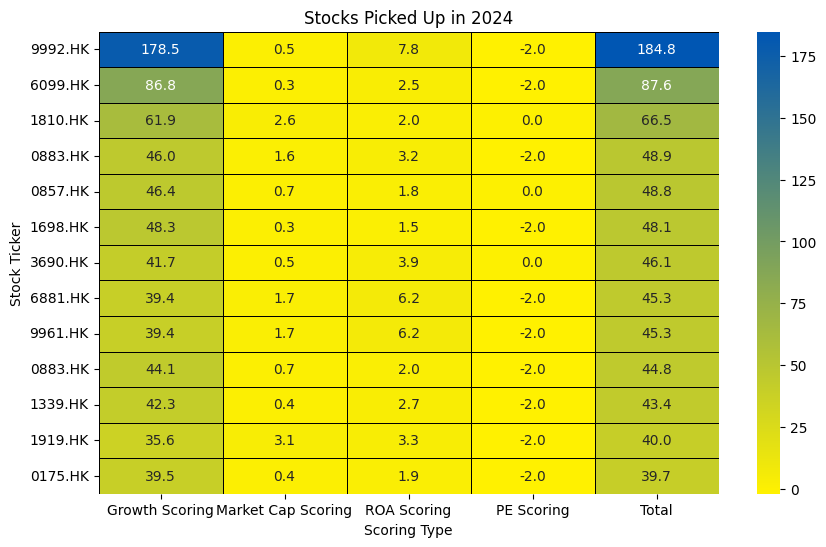 Stocks Picked Up in 2024
9992.HK 178.5 0.5 7.8 -2.0 184.8
6099.HK 86.8 0.3 2.5 -2.0 87.6
1810.HK 61.9 2.6 2.0 0.0 66.5
0883.HK 46.0 1.6 3.2 -2.0 48.9
0857.HK 46.4 0.7 1.8 0.0 48.8
1698.HK 48.3 0.3 1.5 -2.0 48.1
3690.HK 41.7 0.5 3.9 0.0 46.1
6881.HK 39.4 1.7 6.2 -2.0 45.3
9961.HK 39.4 1.7 6.2 -2.0 45.3
0883.HK 44.1 0.7 2.0 -2.0 44.8
1339.HK 42.3 0.4 2.7 -2.0 43.4
1919.HK 35.6 3.1 3.3 -2.0 40.0
0175.HK 39.5 0.4 1.9 -2.0 39.7
Growth Scoring Market Cap Scoring ROA Scoring PE Scoring Total
Scoring Type
Stock Ticker
175
150
125
100
75
50
25
0